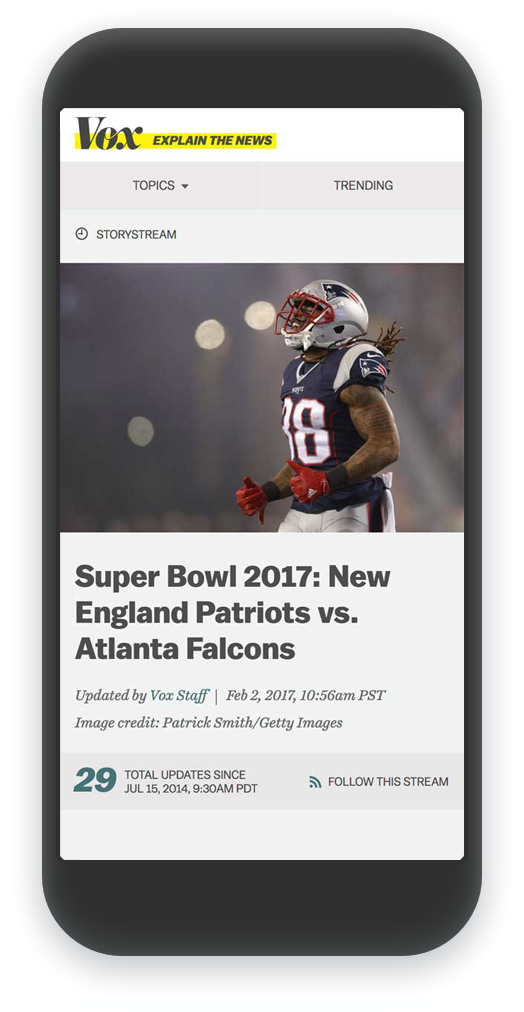 Vox EXPLAIN THE NEWS
TOPICS TRENDING
STORYSTREAM
38
Super Bowl 2017: New
England Patriots vs.
Atlanta Falcons
Updated by Vox Staff | Feb 2, 2017, 10:56am PST
Image credit: Patrick Smith/Getty Images
29 TOTAL UPDATES SINCE
JUL 15, 2014, 9:30AM PDT
FOLLOW THIS STREAM